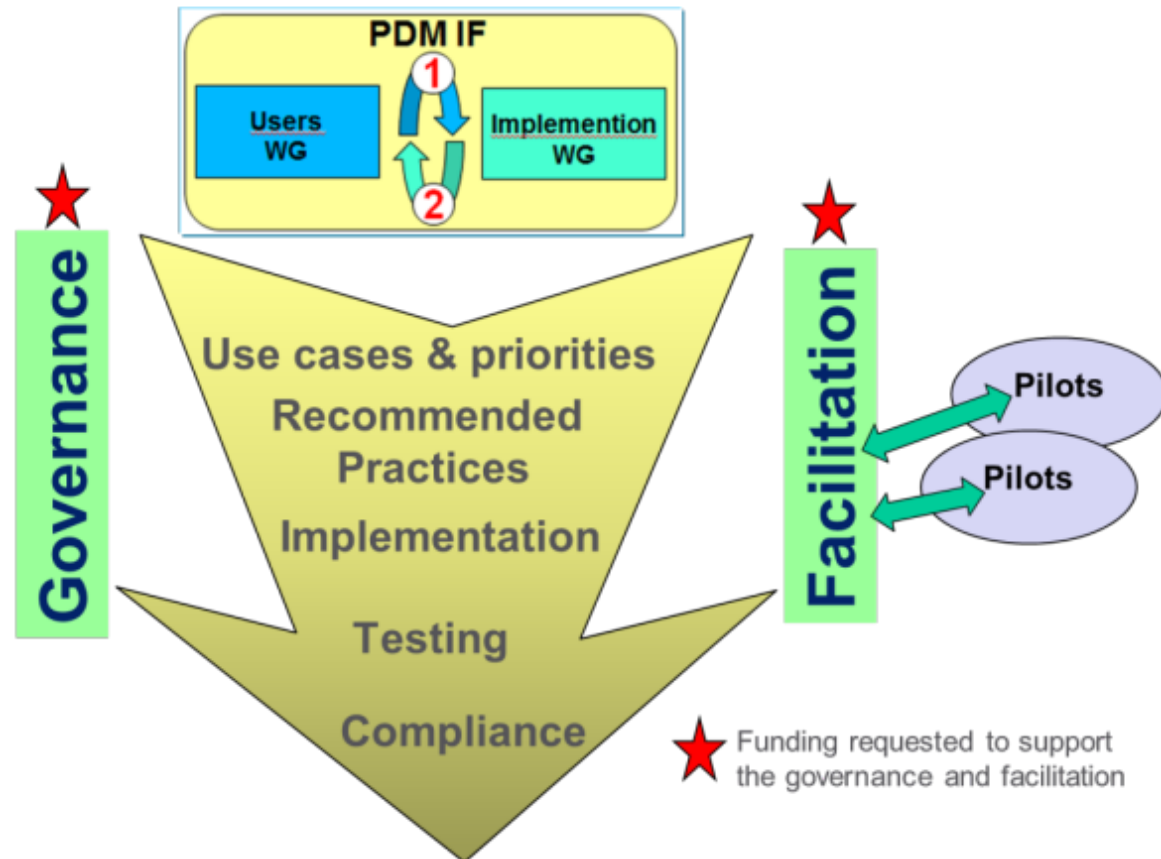 PDM IF
1
Users
WG
Implemention
WG
2
Governance
Use cases & priorities
Recommended
Practices
Implementation
Testing
Compliance
Facilitation
Pilots
Pilots
Funding requested to support
the governance and facilitation